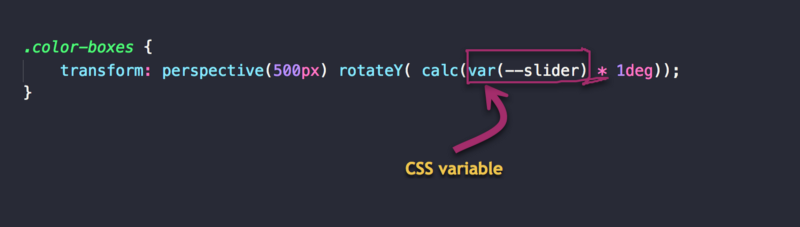 .color-boxes {
transform: perspective(500px) rotateY( calc(var(--slider) * 1deg));
}
CSS variable